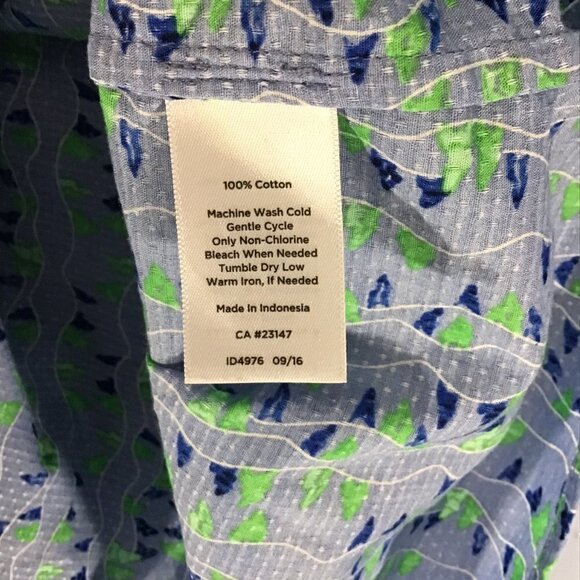 100% Cotton
Machine Wash Cold
Gentle Cycle
Only Non-Chlorine
Bleach When Needed
Tumble Dry Low
Warm Iron, If Needed
Made in Indonesia
CA #23147
ID4976 09/16